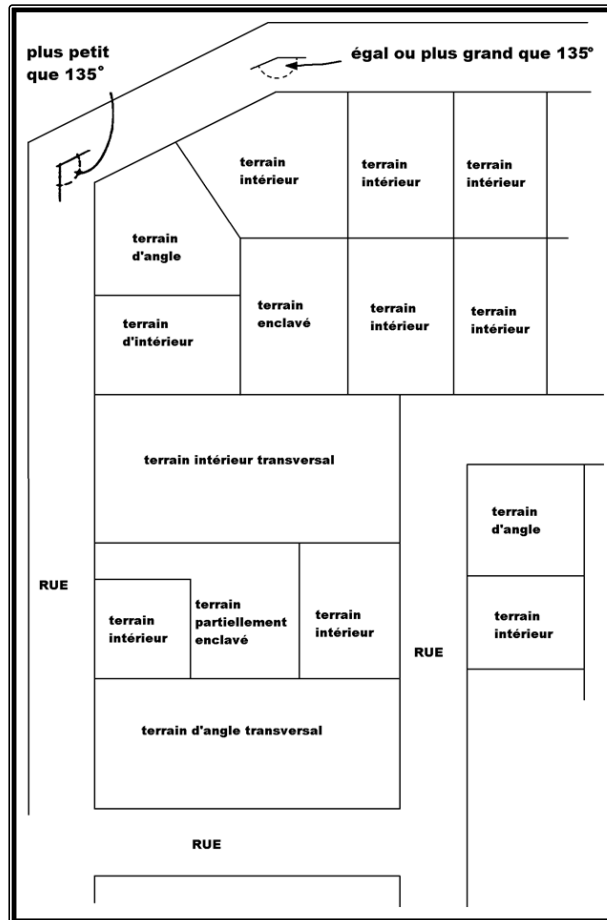 plus petit
que 135°
égal ou plus grand que 135°
terrain
intérieur
terrain
intérieur
terrain
intérieur
terrain
d'angle
terrain
d'intérieur
terrain
enclavé
terrain
intérieur
terrain
intérieur
terrain intérieur transversal
terrain
d'angle
RUE
terrain
intérieur
terrain
partiellement
enclavé
terrain
intérieur
terrain
intérieur
RUE
terrain d'angle transversal
RUE